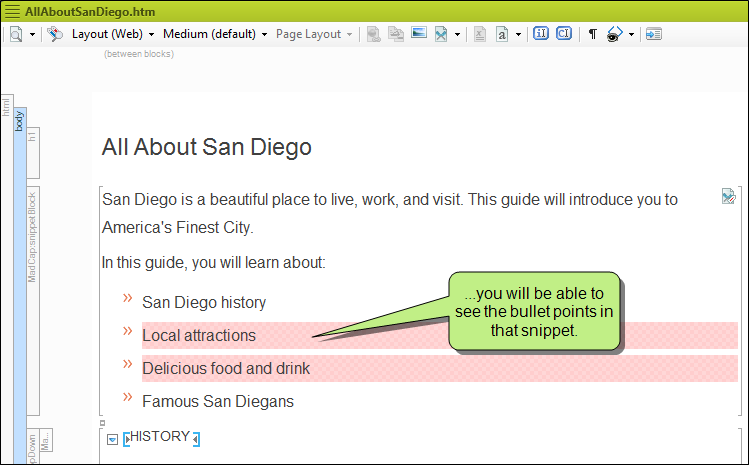 AllAboutSanDiego.htm
Layout (Web) Medium (default) Page Layout
(between blocks)
html
body
h1
MadCap:snippetBlock
All About San Diego
San Diego is a beautiful place to live, work, and visit. This guide will introduce you to
America's Finest City.
In this guide, you will learn about:
» San Diego history
» Local attractions
» Delicious food and drink
» Famous San Diegans
...you will be able to
see the bullet points in
that snippet.
pDown
Ma...
HISTORY